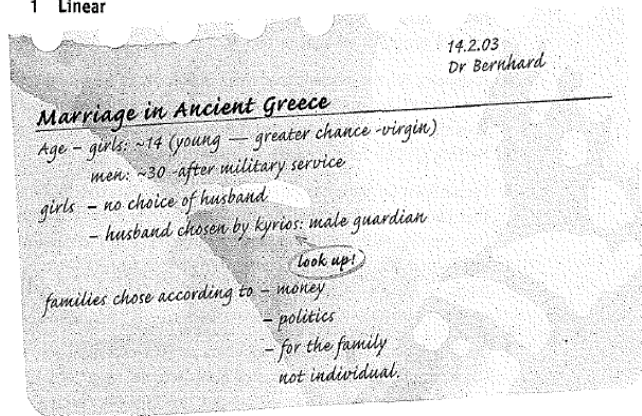 1 Linear
14.2.03
Dr Bernhard
Marriage in Ancient Greece
Age – girls: ~14 (young — greater chance -virgin)
men: ~30 -after military service
girls – no choice of husband
– husband chosen by kyrios: male guardian
look up!
families chose according to – money
– politics
– for the family
not individual.